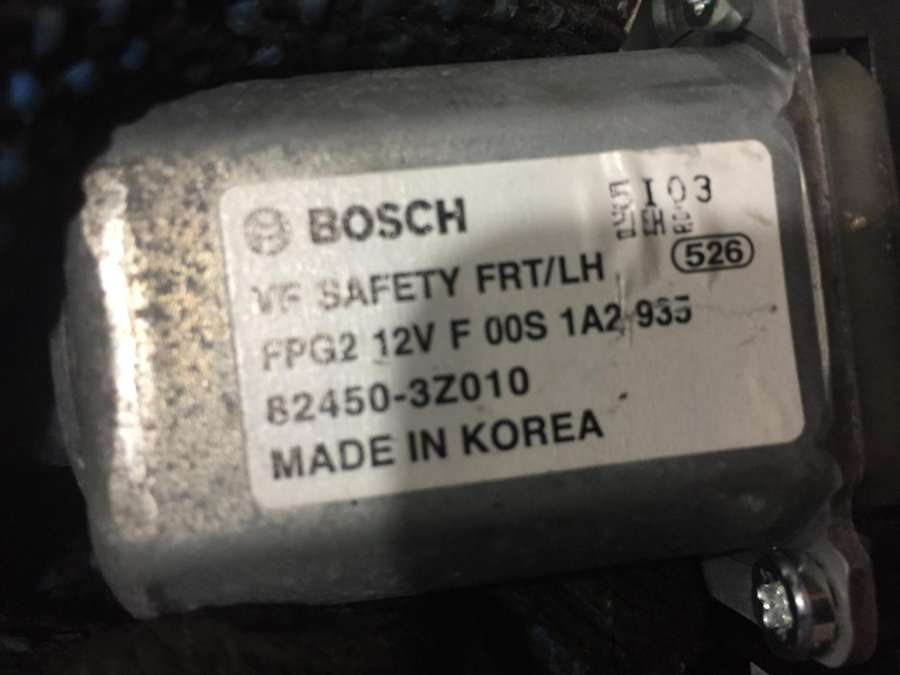 BOSCH
I03
526
VF SAFETY FRT/LH
FPG2 12V F 00S 1A2 935
82450-3Z010
MADE IN KOREA